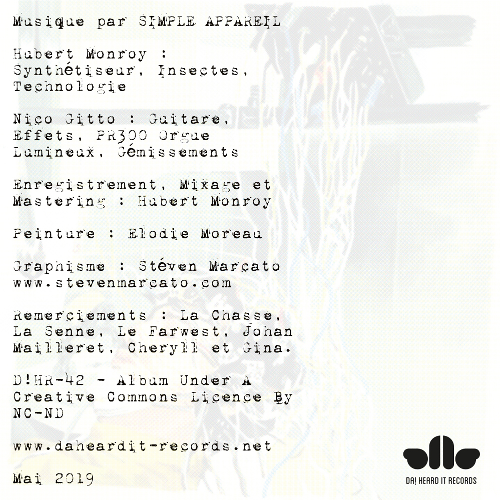 Musique par SIMPLE APPAREIL
Hubert Monroy :
Synthétiseur, Insectes,
Technologie
Nico Gitto : Guitare,
Effets, PR300 Orgue
Lumineux, Gémissements
Enregistrement, Mixage et
Mastering : Hubert Monroy
Peinture : Elodie Moreau
Graphisme : Stéven Marcato
www.stevenmarcato.com
Remerciements : La Chasse,
La Senne, Le Farwest, Johan
Mailleret, Cheryll et Gina.
D!HR-42 - Album Under A
Creative Commons Licence By
NC-ND
www.daheardit-records.net
Mai 2019
DA! HEARD IT RECORDS